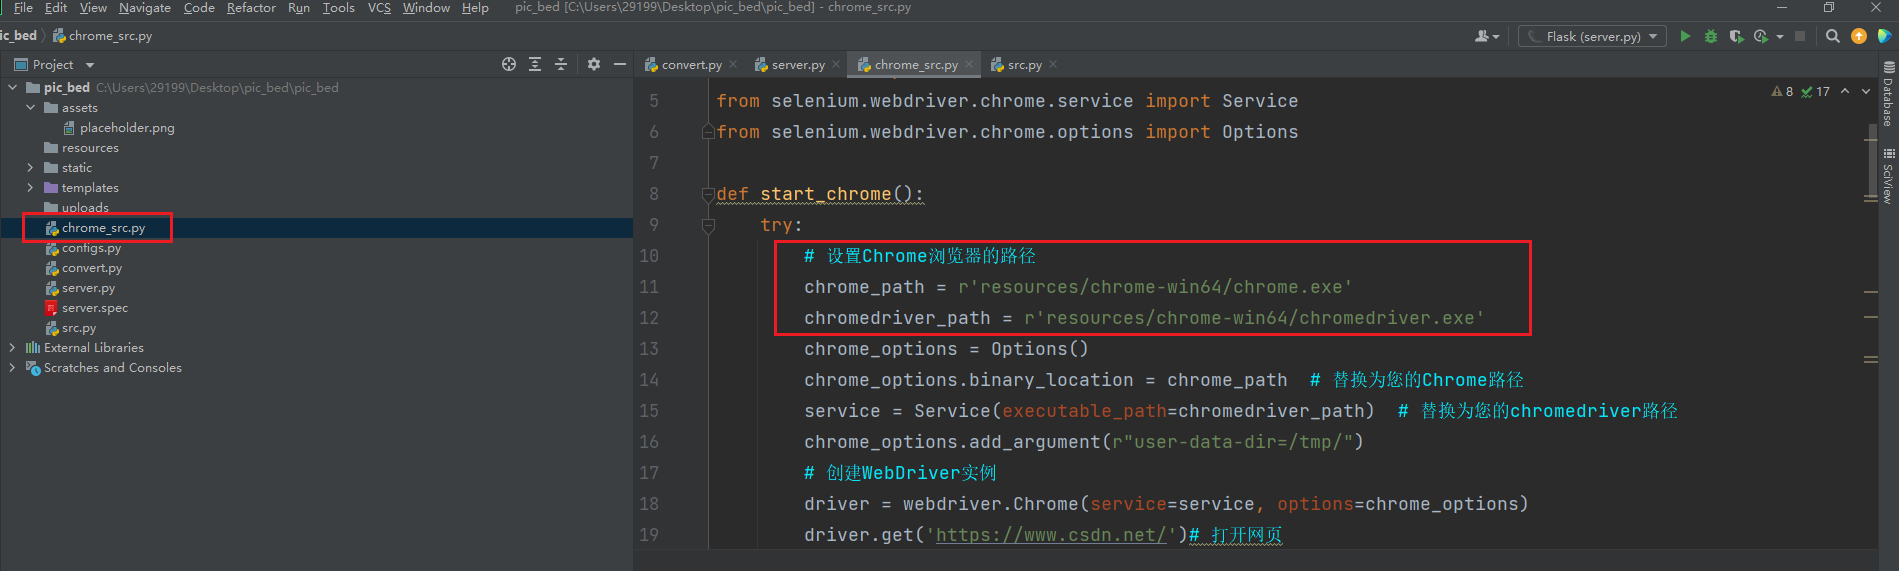 File Edit View Navigate Code Refactor Run Tools VCS Window Help pic_bed [C:\Users\29199\Desktop\pic_bed\pic_bed] - chrome_src.py
ic_bed chrome_src.py Flask (server.py)
Project
convert.py server.py chrome_src.py src.py
pic_bed C:\Users\29199\Desktop\pic_bed\pic_bed
assets
placeholder.png
resources
static
templates
uploads
chrome_src.py
configs.py
convert.py
server.py
server.spec
src.py
External Libraries
Scratches and Consoles
8 17
5 from selenium.webdriver.chrome.service import Service
6 from selenium.webdriver.chrome.options import Options
7
8 def start_chrome():
9 try:
10 # 设置Chrome浏览器的路径
11 chrome_path = r'resources/chrome-win64/chrome.exe'
12 chromedriver_path = r'resources/chrome-win64/chromedriver.exe'
13 chrome_options = Options()
14 chrome_options.binary_location = chrome_path # 替换为您的Chrome路径
15 service = Service(executable_path=chromedriver_path) # 替换为您的chromedriver路径
16 chrome_options.add_argument(r"user-data-dir=/tmp/")
17 # 创建WebDriver实例
18 driver = webdriver.Chrome(service=service, options=chrome_options)
19 driver.get('https://www.csdn.net/')# 打开网页
Database
SciView